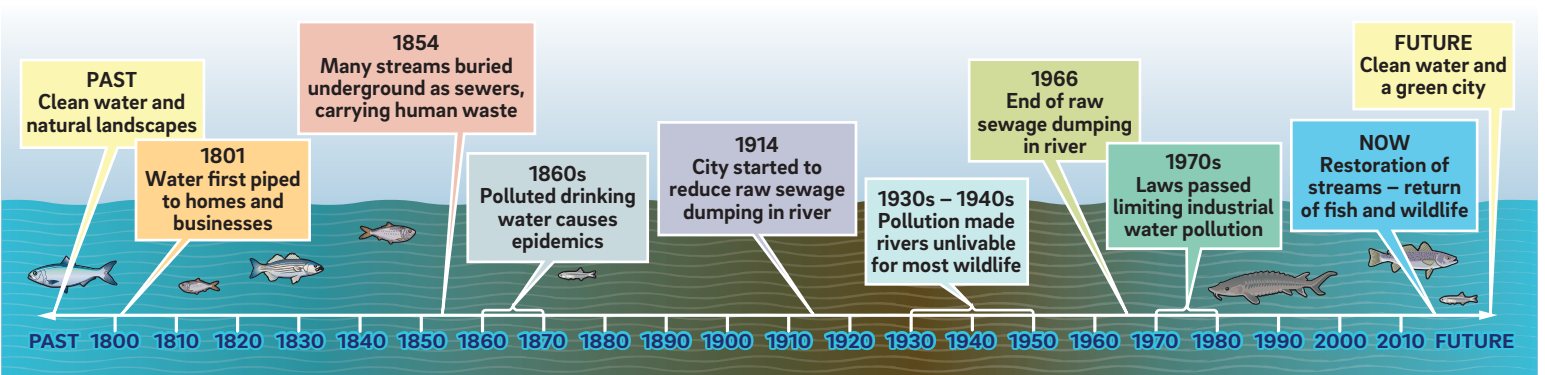 PAST
Clean water and
natural landscapes
1801
Water first piped
to homes and
businesses
1854
Many streams buried
underground as sewers,
carrying human waste
1860s
Polluted drinking
water causes
epidemics
1914
City started to
reduce raw sewage
dumping in river
1930s – 1940s
Pollution made
rivers unlivable
for most wildlife
1966
End of raw
sewage dumping
in river
1970s
Laws passed
limiting industrial
water pollution
NOW
Restoration of
streams – return
of fish and wildlife
FUTURE
Clean water and
a green city
PAST 1800 1810 1820 1830 1840 1850 1860 1870 1880 1890 1900 1910 1920 1930 1940 1950 1960 1970 1980 1990 2000 2010 FUTURE